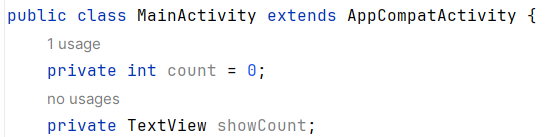 public class MainActivity extends AppCompatActivity {
1 usage
private int count = 0;
no usages
private TextView showCount;